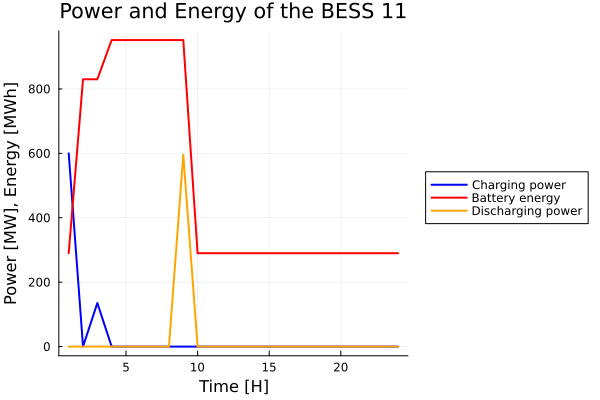 Power and Energy of the BESS 11
Power [MW], Energy [MWh]
800
600
400
200
0
5
10
15
20
Time [H]
Charging power
Battery energy
Discharging power